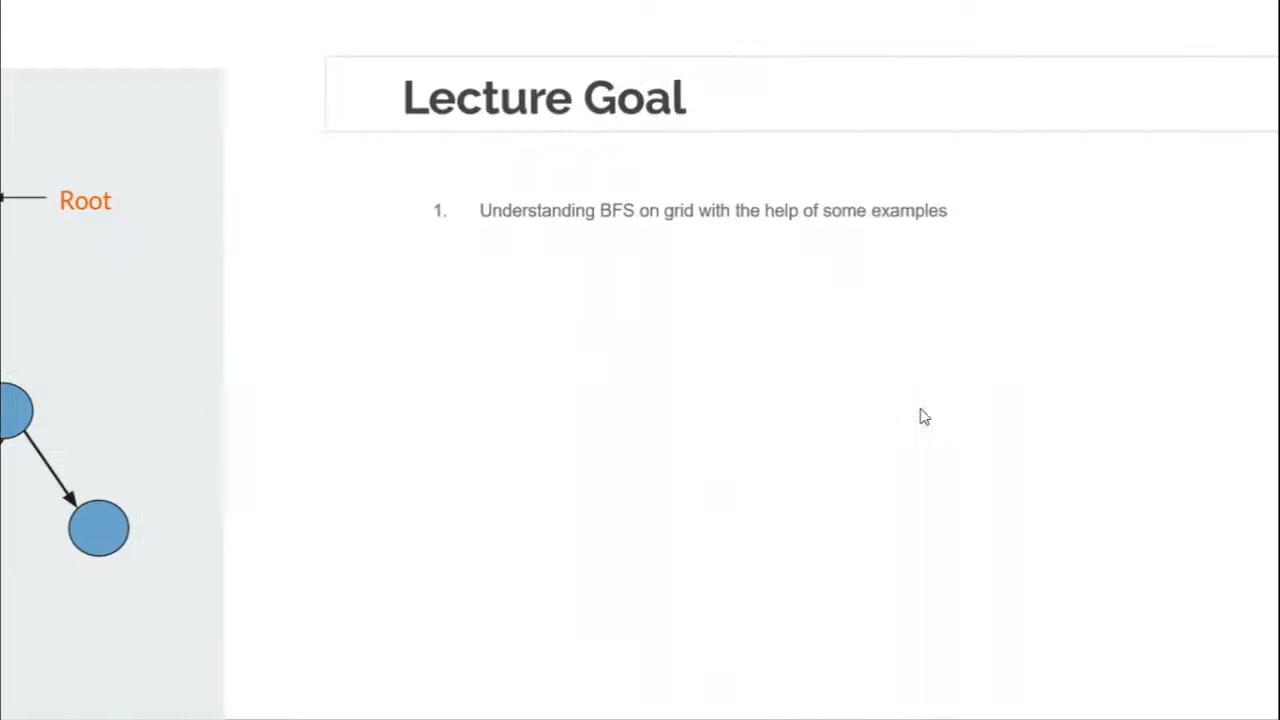 Lecture Goal
Root
1. Understanding BFS on grid with the help of some examples